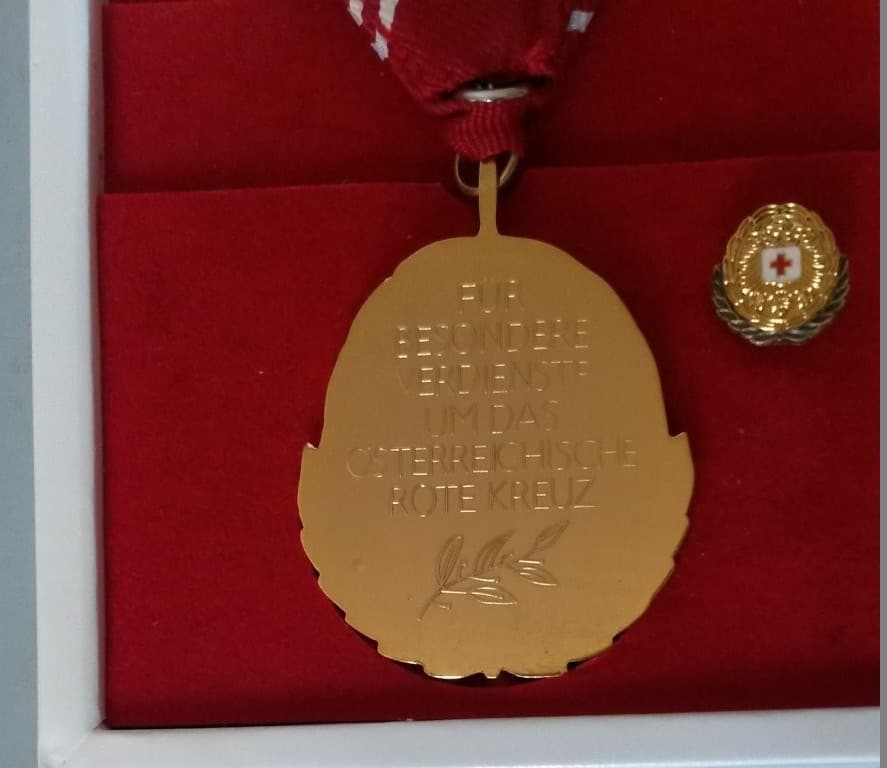 FÜR
BESONDERE
VERDIENSTE
UM DAS
ÖSTERREICHISCHE
ROTE KREUZ